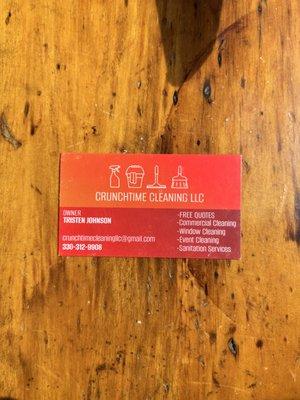 CRUNCHTIME CLEANING LLC
OWNER
TRISTEN JOHNSON
crunchtimecleaningllc@gmail.com
330-312-9908
-FREE QUOTES
-Commercial Cleaning
-Window Cleaning
-Event Cleaning
-Sanitation Services